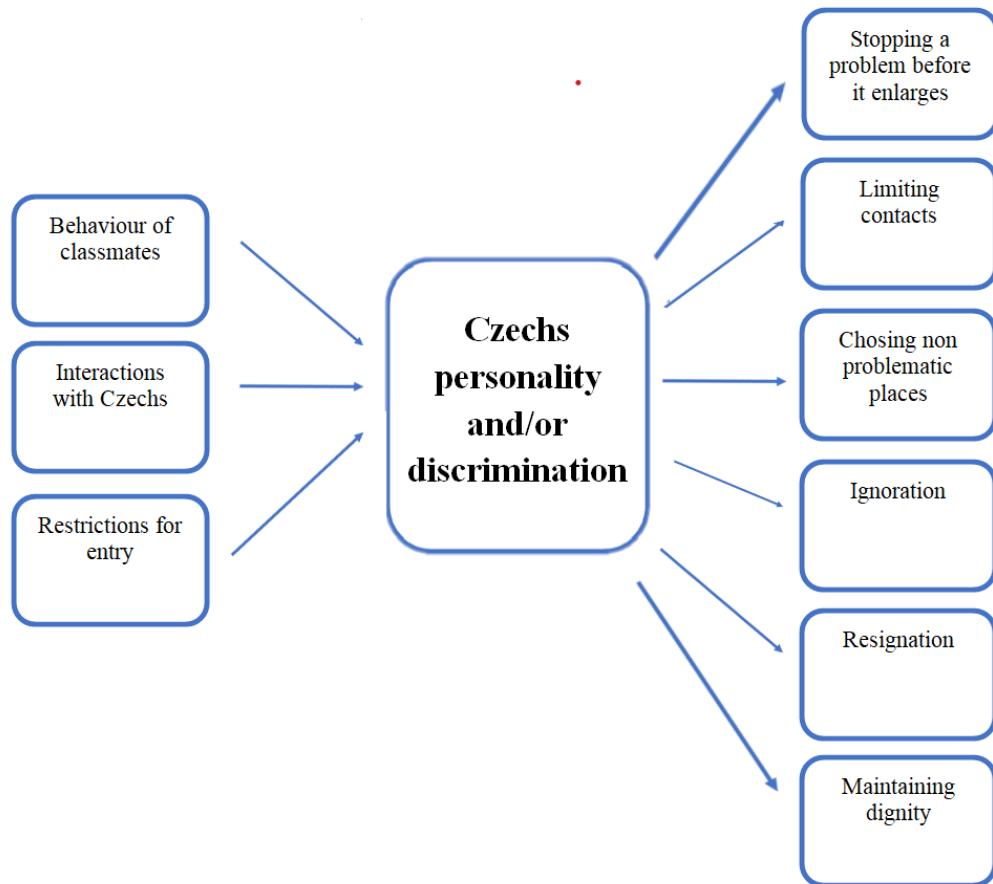 Behaviour of
classmates
Interactions
with Czechs
Restrictions for
entry
Czechs
personality
and/or
discrimination
Stopping a
problem before
it enlarges
Limiting
contacts
Chosing non
problematic
places
Ignoration
Resignation
Maintaining
dignity